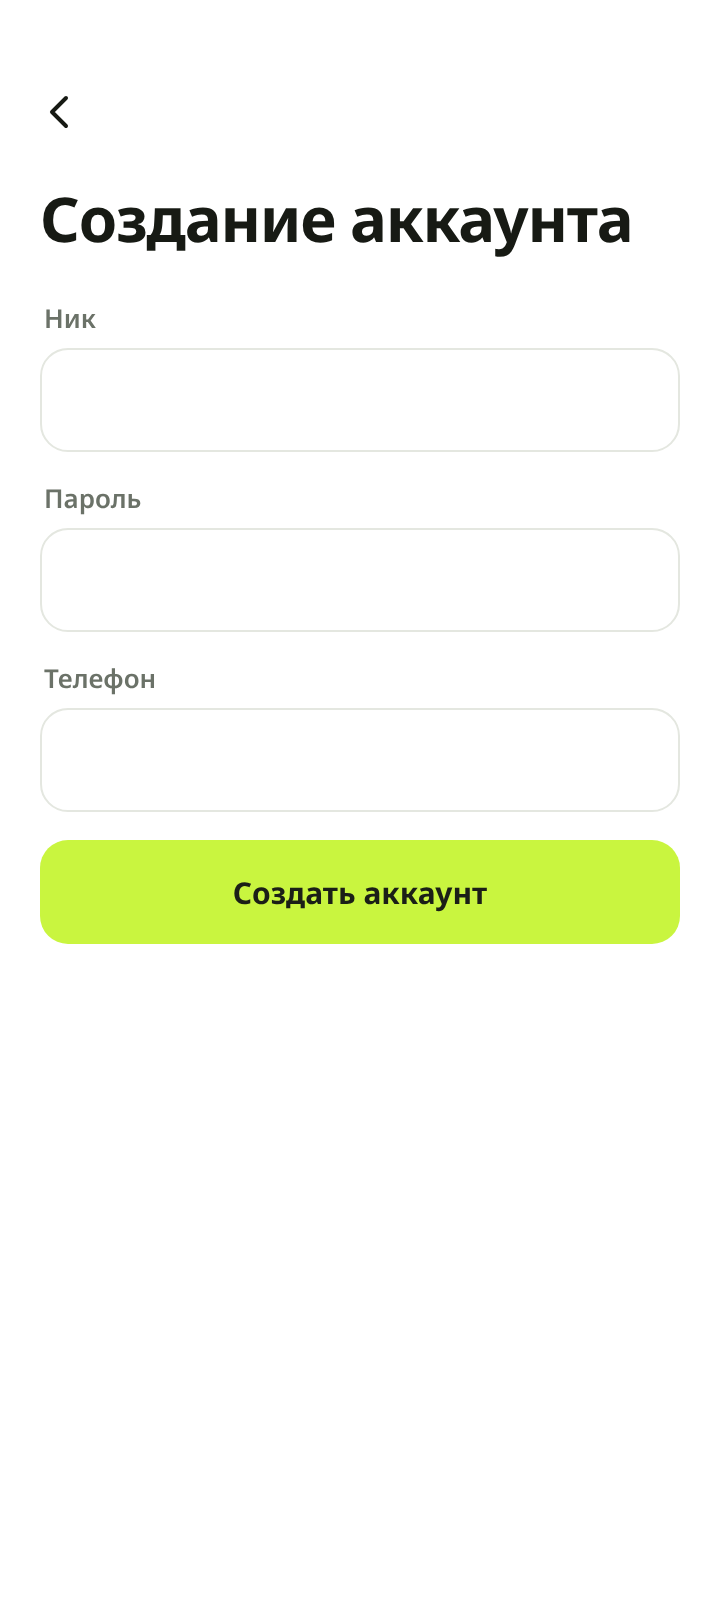 Создание аккаунта
Ник
Пароль
Телефон
Создать аккаунт